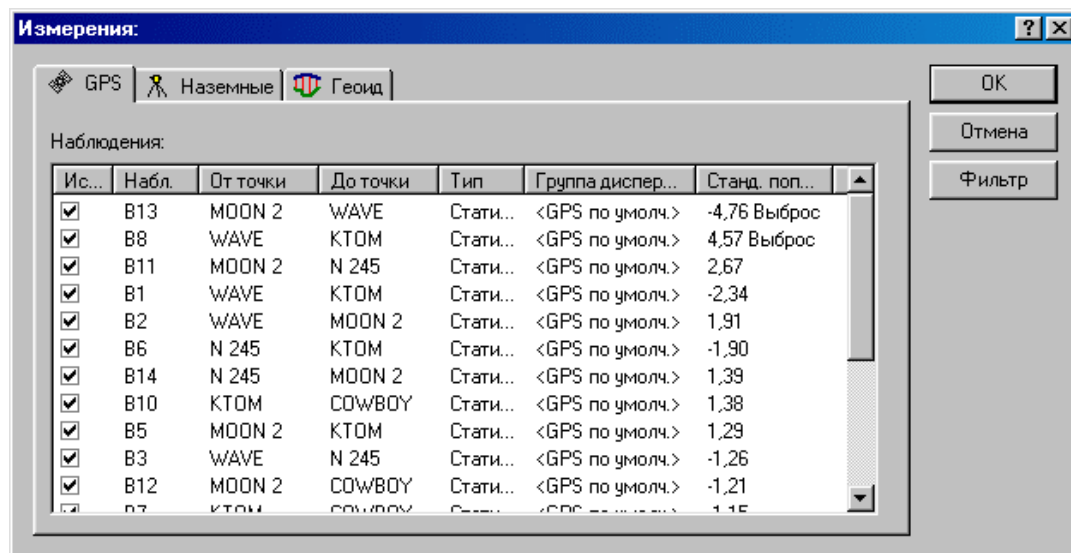 Измерения:
GPS Наземные Геоид
OK
Отмена
Фильтр
Наблюдения:
Ис... Набл. От точки До точки Тип Группа диспер... Станд. поп...
B13 MOON 2 WAVE Стати... <GPS по умолч.> -4,76 Выброс
B8 WAVE KTOM Стати... <GPS по умолч.> 4,57 Выброс
B11 MOON 2 N 245 Стати... <GPS по умолч.> 2,67
B1 WAVE KTOM Стати... <GPS по умолч.> -2,34
B2 WAVE MOON 2 Стати... <GPS по умолч.> 1,91
B6 N 245 KTOM Стати... <GPS по умолч.> -1,90
B14 N 245 MOON 2 Стати... <GPS по умолч.> 1,39
B10 KTOM COWBOY Стати... <GPS по умолч.> 1,38
B5 MOON 2 KTOM Стати... <GPS по умолч.> 1,29
B3 WAVE N 245 Стати... <GPS по умолч.> -1,26
B12 MOON 2 COWBOY Стати... <GPS по умолч.> -1,21